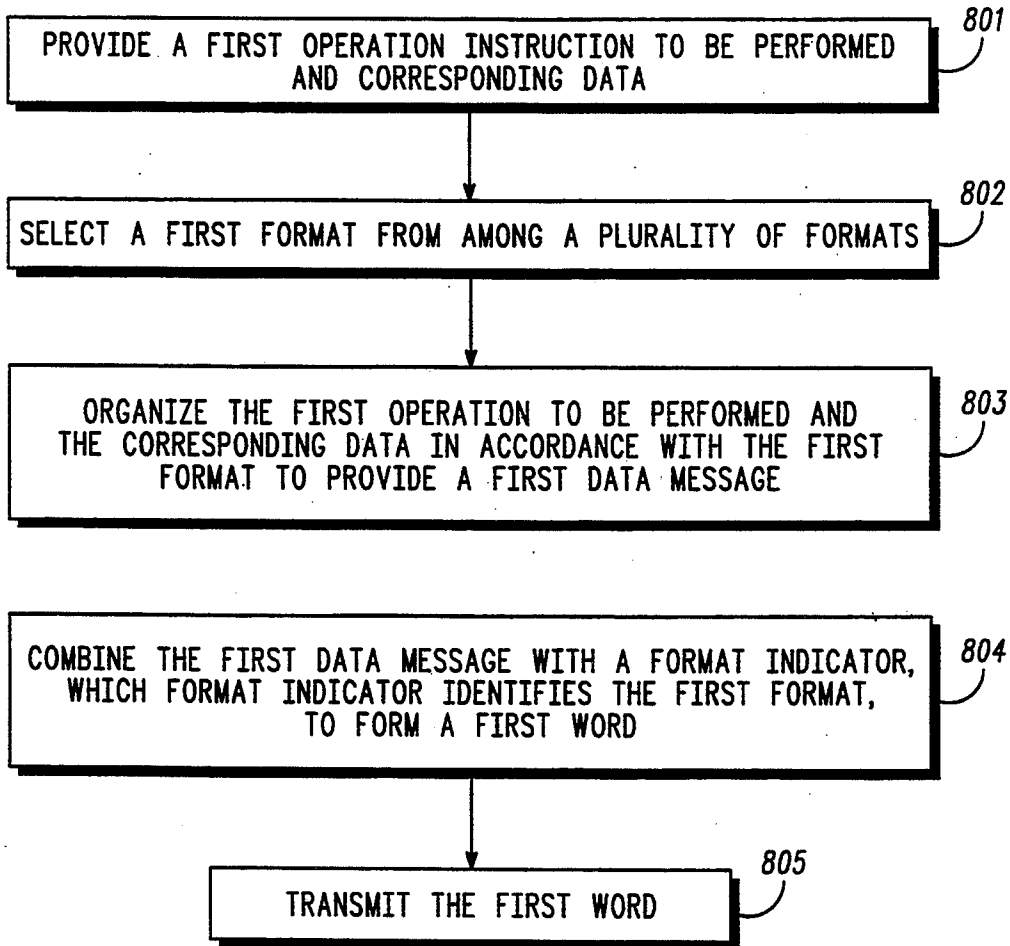 801
PROVIDE A FIRST OPERATION INSTRUCTION TO BE PERFORMED
AND CORRESPONDING DATA
802
SELECT A FIRST FORMAT FROM AMONG A PLURALITY OF FORMATS
803
ORGANIZE THE FIRST OPERATION TO BE PERFORMED AND
THE CORRESPONDING DATA IN ACCORDANCE WITH THE FIRST
FORMAT TO PROVIDE A FIRST DATA MESSAGE
804
COMBINE THE FIRST DATA MESSAGE WITH A FORMAT INDICATOR,
WHICH FORMAT INDICATOR IDENTIFIES THE FIRST FORMAT,
TO FORM A FIRST WORD
805
TRANSMIT THE FIRST WORD